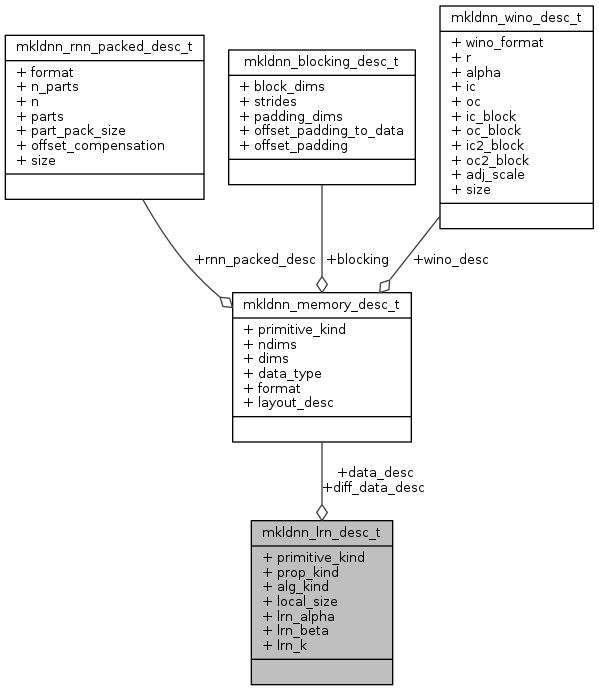 mkldnn_rnn_packed_desc_t
+ format
+ n_parts
+ n
+ parts
+ part_pack_size
+ offset_compensation
+ size
mkldnn_blocking_desc_t
+ block_dims
+ strides
+ padding_dims
+ offset_padding_to_data
+ offset_padding
mkldnn_wino_desc_t
+ wino_format
+ r
+ alpha
+ ic
+ oc
+ ic_block
+ oc_block
+ ic2_block
+ oc2_block
+ adj_scale
+ size
+rnn_packed_desc
+blocking
+wino_desc
mkldnn_memory_desc_t
+ primitive_kind
+ ndims
+ dims
+ data_type
+ format
+ layout_desc
+data_desc
+diff_data_desc
mkldnn_lrn_desc_t
+ primitive_kind
+ prop_kind
+ alg_kind
+ local_size
+ lrn_alpha
+ lrn_beta
+ lrn_k